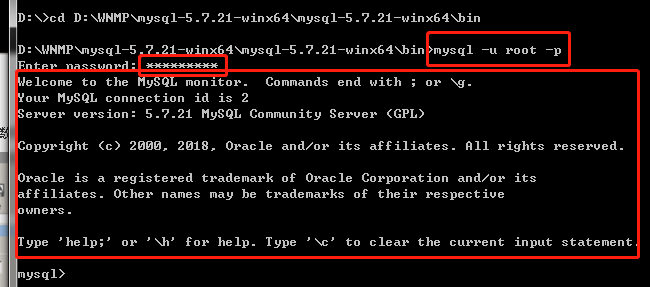 D:\>cd D:\WNMP\mysql-5.7.21-winx64\mysql-5.7.21-winx64\bin
D:\WNMP\mysql-5.7.21-winx64\mysql-5.7.21-winx64\bin>mysql -u root -p
Enter password: *********
Welcome to the MySQL monitor.  Commands end with ; or \g.
Your MySQL connection id is 2
Server version: 5.7.21 MySQL Community Server (GPL)
Copyright (c) 2000, 2018, Oracle and/or its affiliates. All rights reserved.
Oracle is a registered trademark of Oracle Corporation and/or its
affiliates. Other names may be trademarks of their respective
owners.
Type 'help;' or '\h' for help. Type '\c' to clear the current input statement.
mysql>